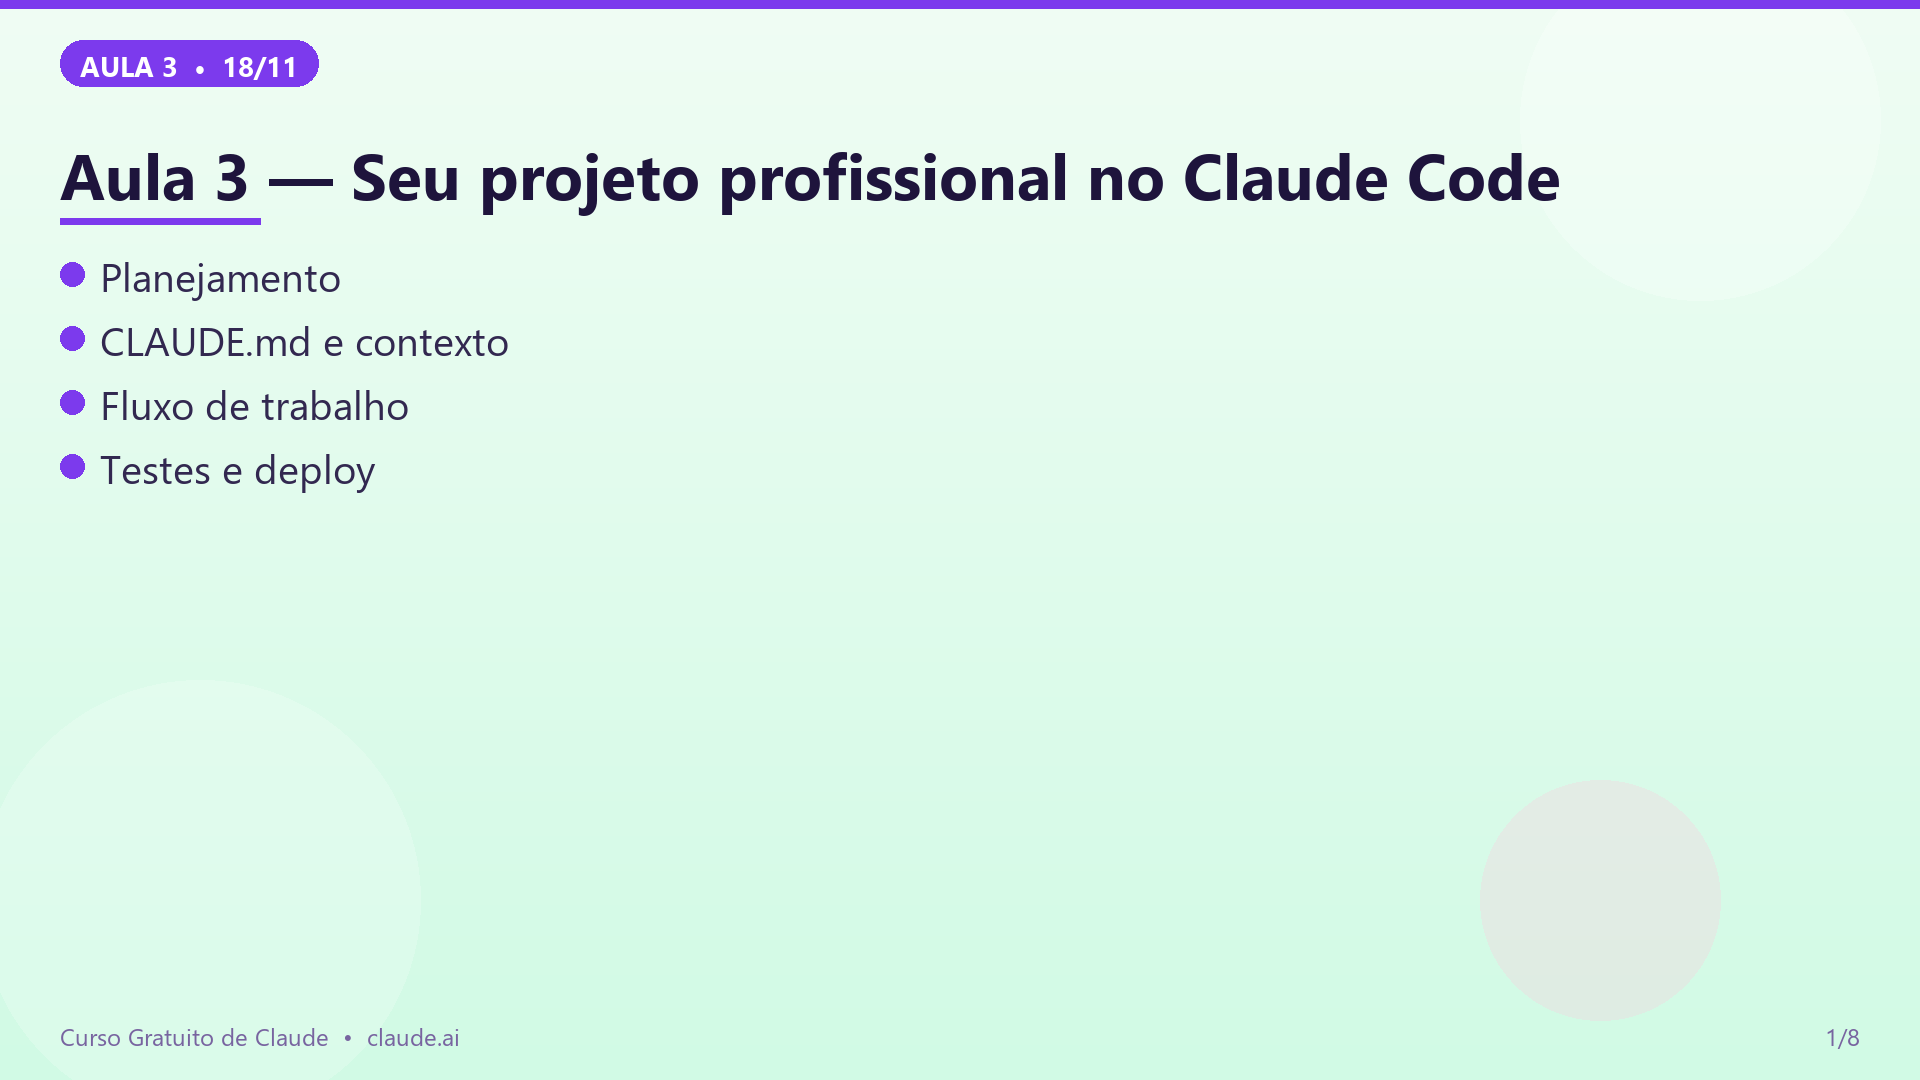 AULA 3 • 18/11
Aula 3 — Seu projeto profissional no Claude Code
Planejamento
CLAUDE.md e contexto
Fluxo de trabalho
Testes e deploy
Curso Gratuito de Claude • claude.ai
1/8